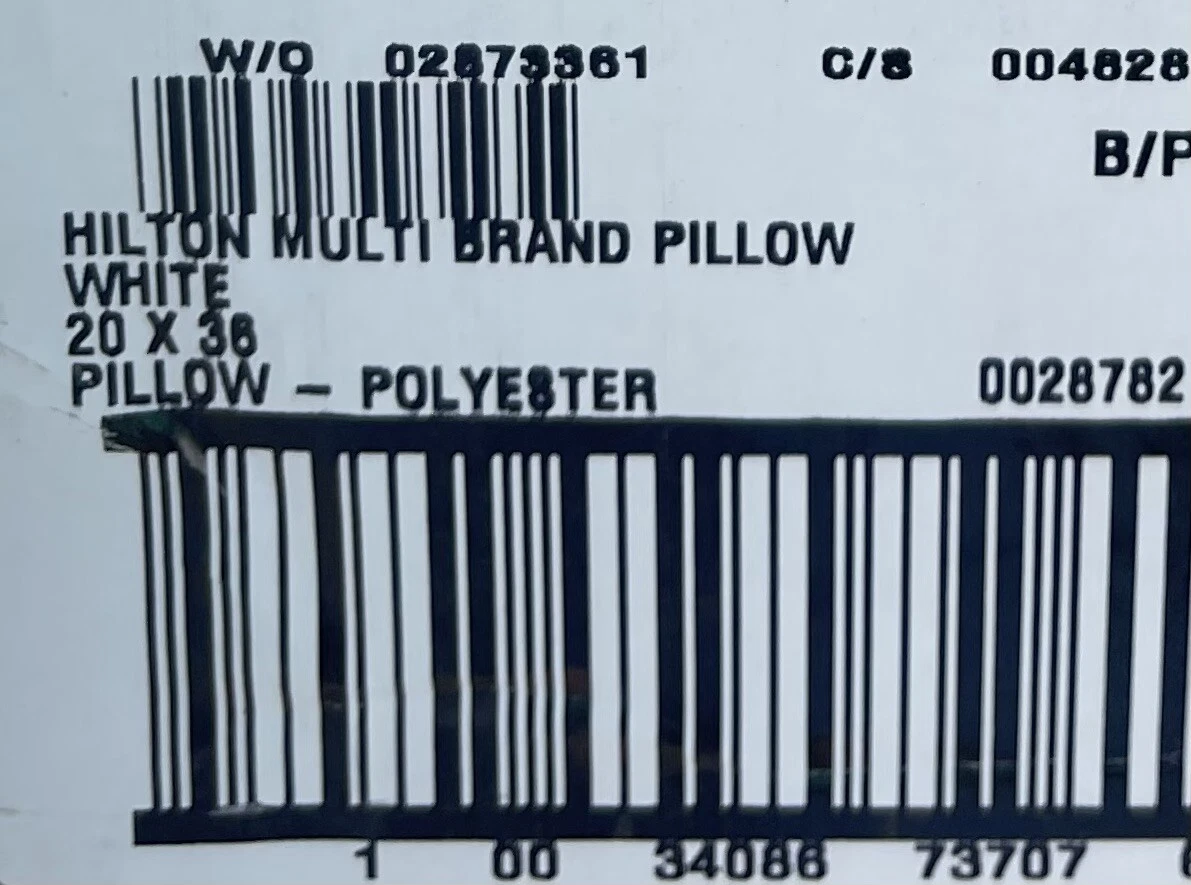 W/O 02873361 C/S 004828
B/P
HILTON MULTI BRAND PILLOW
WHITE
20 X 36
PILLOW - POLYESTER 0028782
1 00 34086 73707